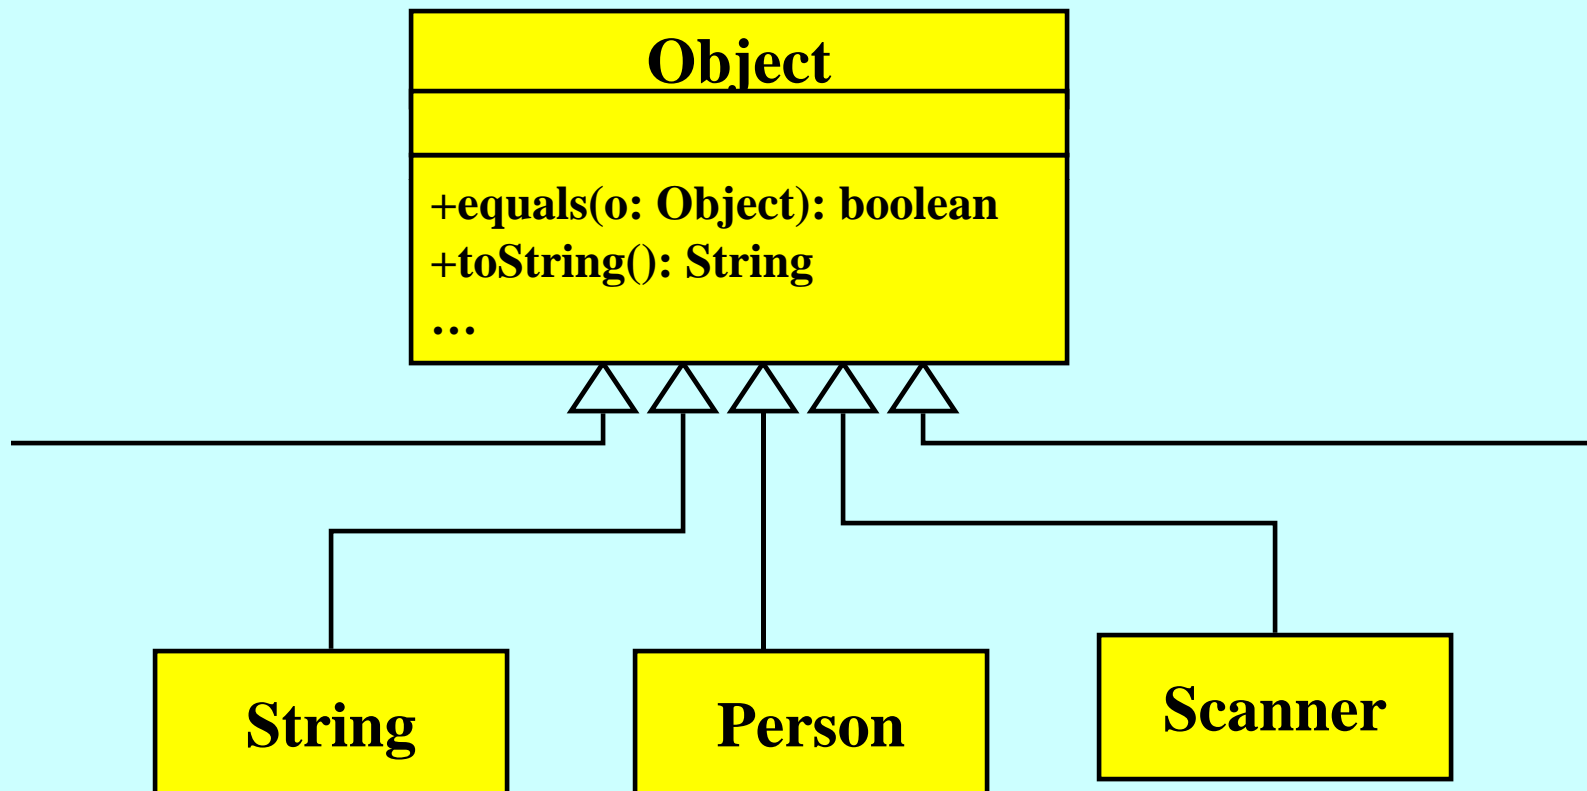 Object
+equals(o: Object): boolean
+toString(): String
…
String
Person
Scanner